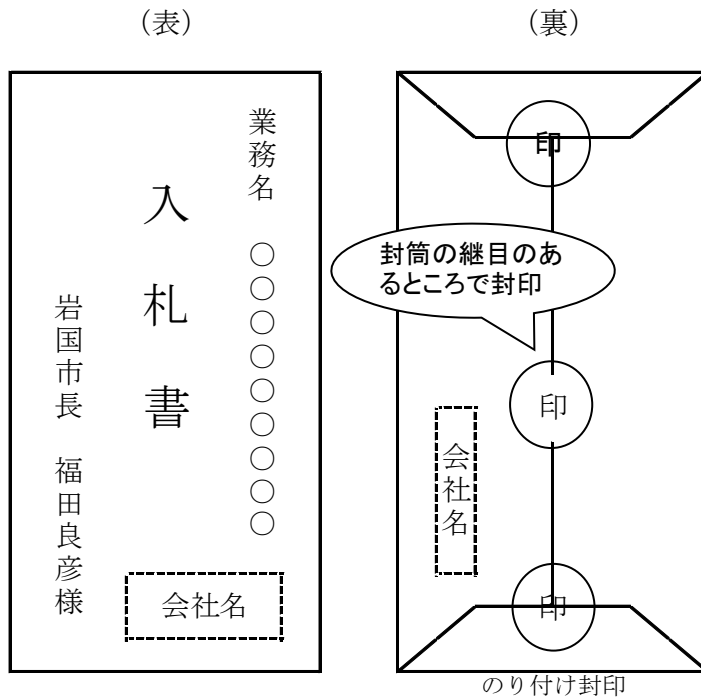 （表）
業務名　〇〇〇〇〇〇〇〇〇
入札書
岩国市長　福田良彦様
会社名
（裏）
印
封筒の継目のあ
るところで封印
印
会社名
印
のり付け封印